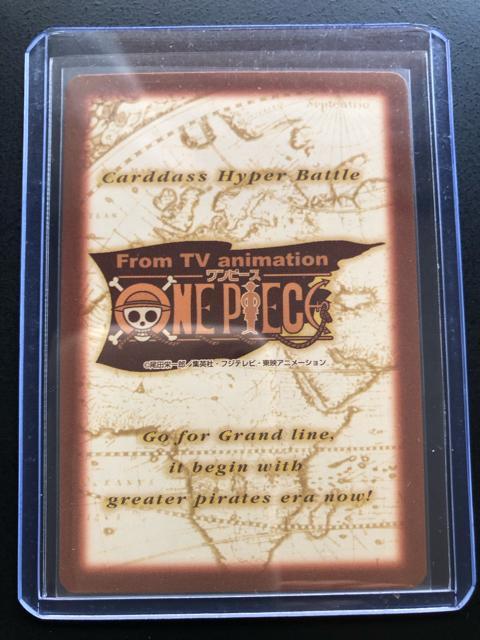 Septentrio
Carddass Hyper Battle
From TV animation
ワンピース
ONE PIECE
©尾田栄一郎／集英社・フジテレビ・東映アニメーション
Go for Grand line,
it begin with
greater pirates era now!